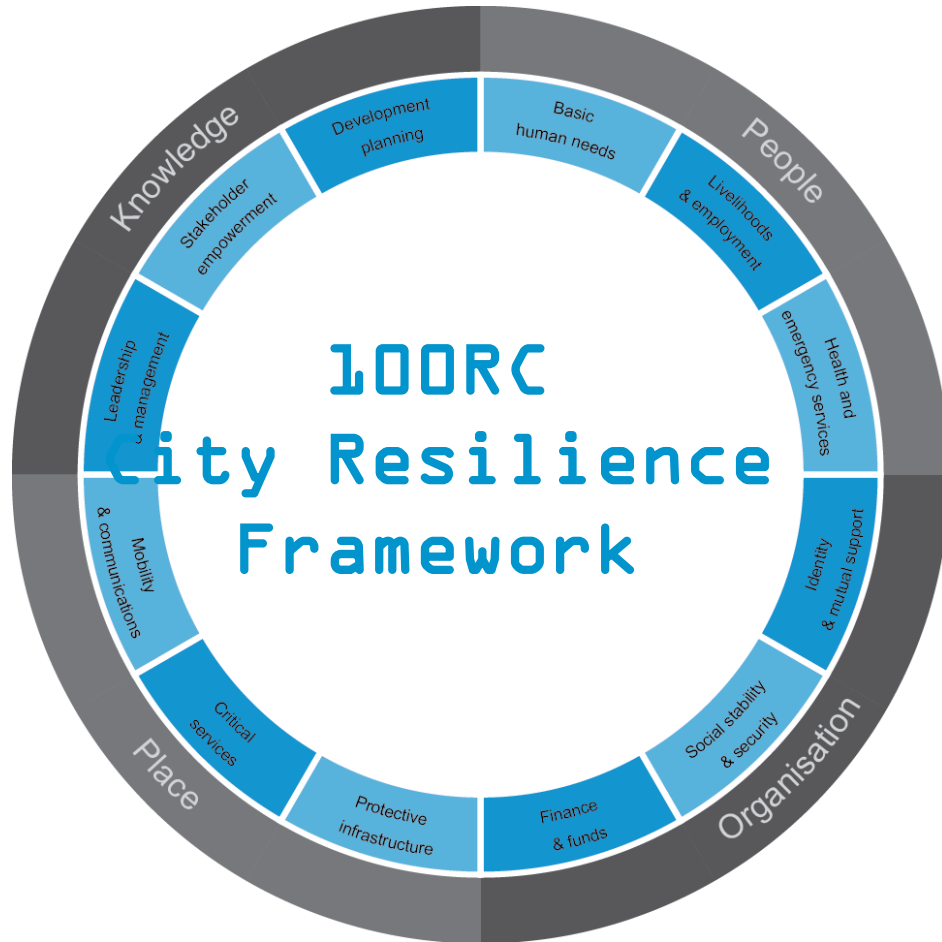 100RC
City Resilience
Framework
People
Basic
human needs
Livelihoods
& employment
Health and
emergency services
Organisation
Identity
& mutual support
Social stability
& security
Finance
& funds
Place
Protective
infrastructure
Critical
services
Mobility
& communications
Knowledge
Leadership
& management
Stakeholder
empowerment
Development
planning